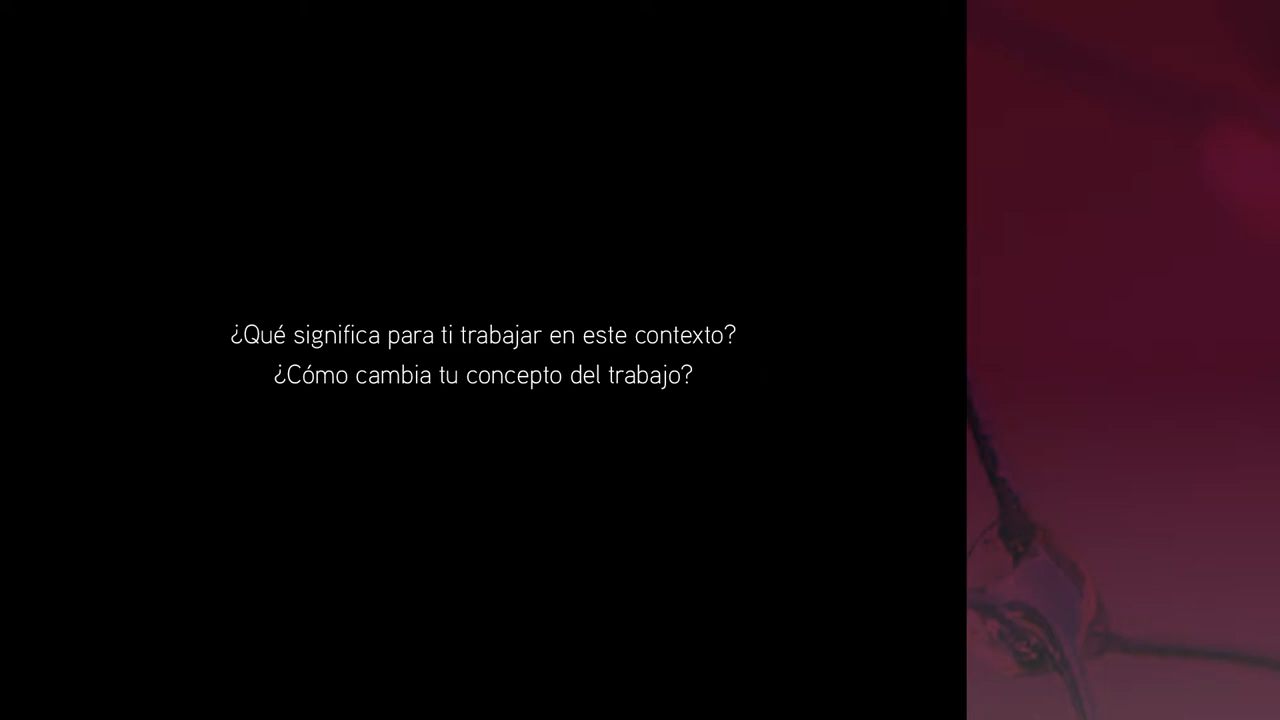 ¿Qué significa para ti trabajar en este contexto?
¿Cómo cambia tu concepto del trabajo?